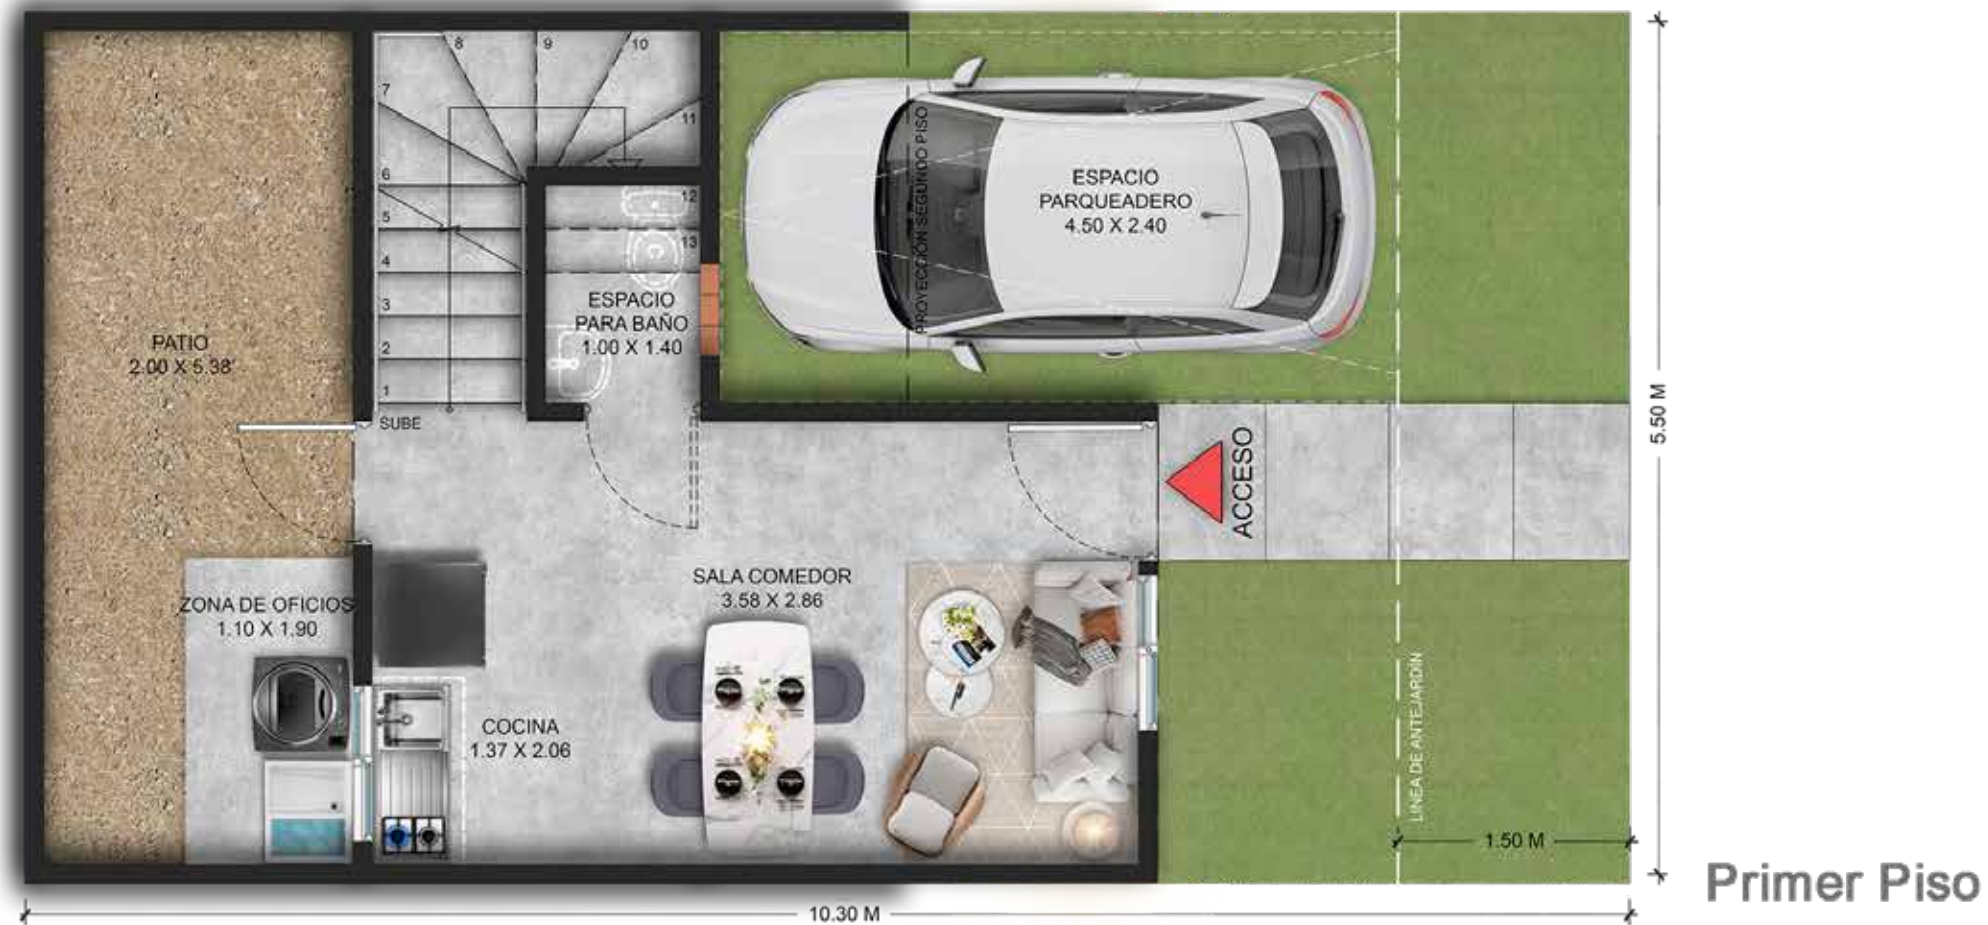 8
9
10
7
11
6
12
5
13
4
3
2
1
SUBE
PATIO
2.00 X 5.38
ESPACIO
PARA BAÑO
1.00 X 1.40
PROYECCIÓN SEGUNDO PISO
ESPACIO
PARQUEADERO
4.50 X 2.40
ACCESO
5.50 M
ZONA DE OFICIOS
1.10 X 1.90
COCINA
1.37 X 2.06
SALA COMEDOR
3.58 X 2.86
LINEA DE ANTEJARDÍN
1.50 M
10.30 M
Primer Piso